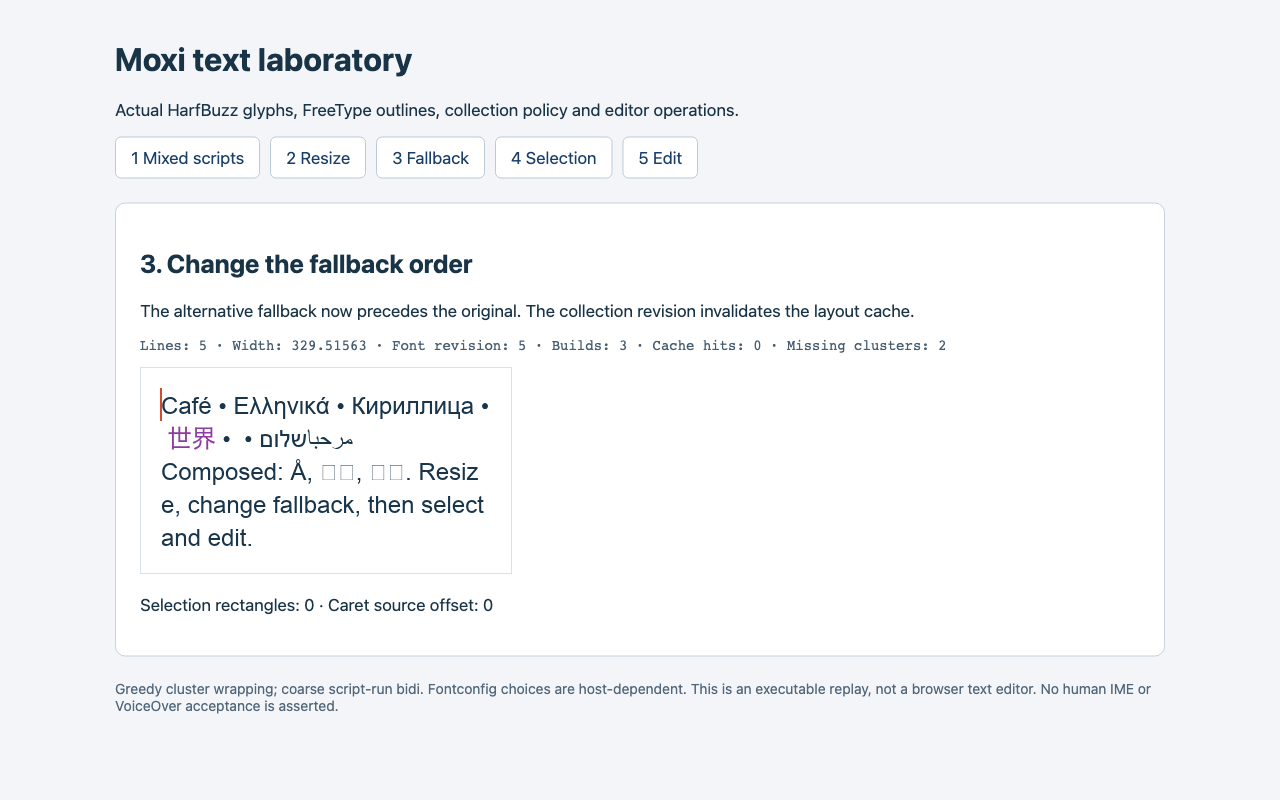 Moxi text laboratory
Actual HarfBuzz glyphs, FreeType outlines, collection policy and editor operations.
1 Mixed scripts
2 Resize
3 Fallback
4 Selection
5 Edit
3. Change the fallback order
The alternative fallback now precedes the original. The collection revision invalidates the layout cache.
Lines: 5 · Width: 329.51563 · Font revision: 5 · Builds: 3 · Cache hits: 0 · Missing clusters: 2
Café • Ελληνικά • Кириллица •
世界 • • שלום مرحبا
Composed: Å, □□, □□. Resiz
e, change fallback, then select
and edit.
Selection rectangles: 0 · Caret source offset: 0
Greedy cluster wrapping; coarse script-run bidi. Fontconfig choices are host-dependent. This is an executable replay, not a browser text editor. No human IME or
VoiceOver acceptance is asserted.